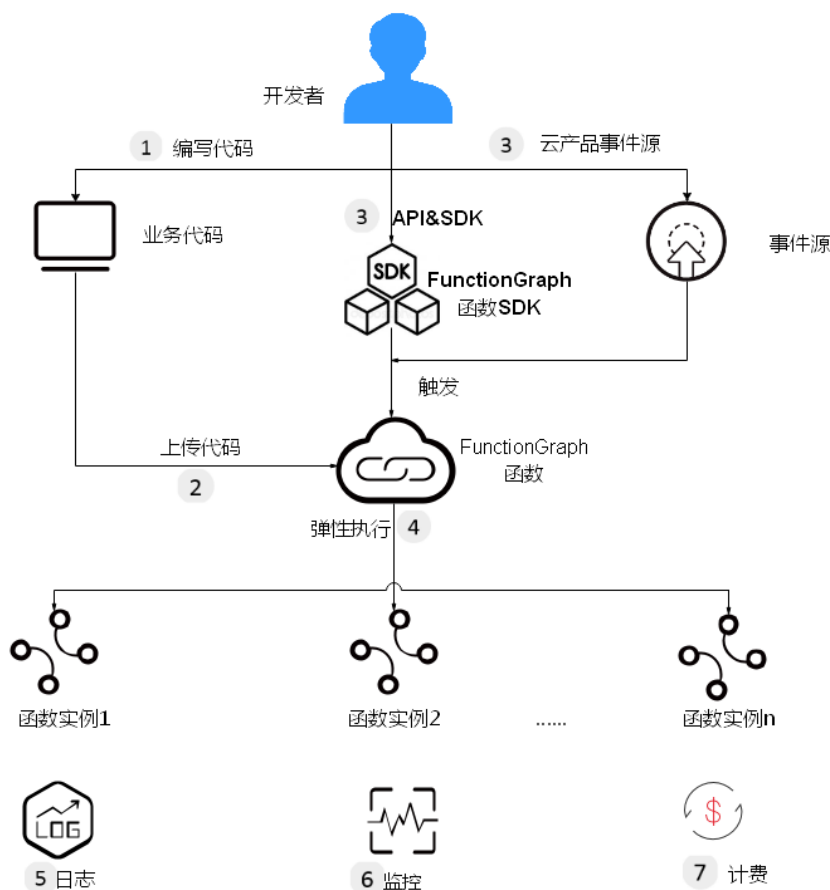 开发者
1 编写代码
3 云产品事件源
业务代码
3 API&SDK
事件源
SDK
FunctionGraph
函数SDK
触发
上传代码
2
FunctionGraph
函数
弹性执行 4
函数实例1
函数实例2
......
函数实例n
LOG
$
5 日志
6 监控
7 计费